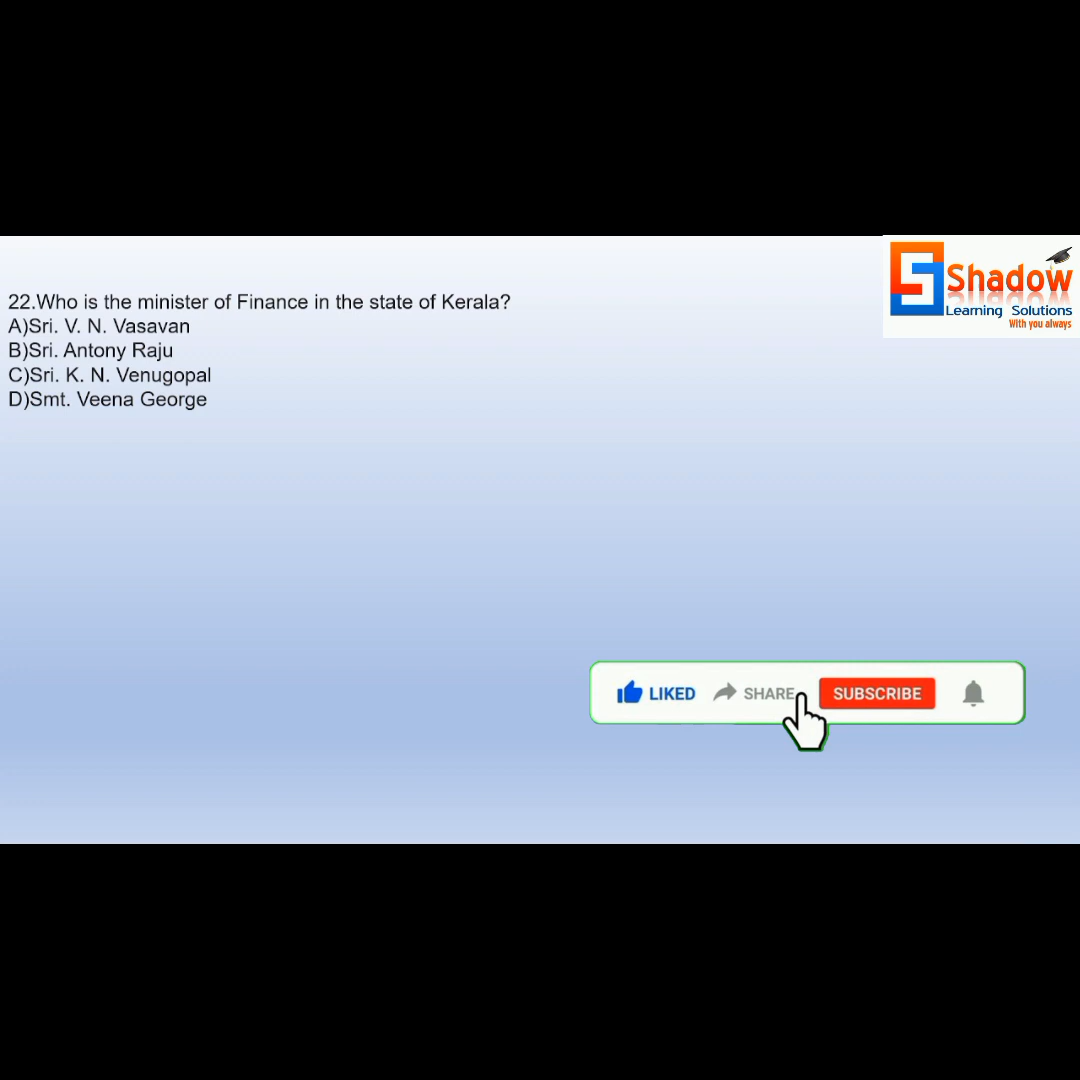 Shadow
Learning Solutions
With you always
22.Who is the minister of Finance in the state of Kerala?
A)Sri. V. N. Vasavan
B)Sri. Antony Raju
C)Sri. K. N. Venugopal
D)Smt. Veena George
LIKED SHARE SUBSCRIBE